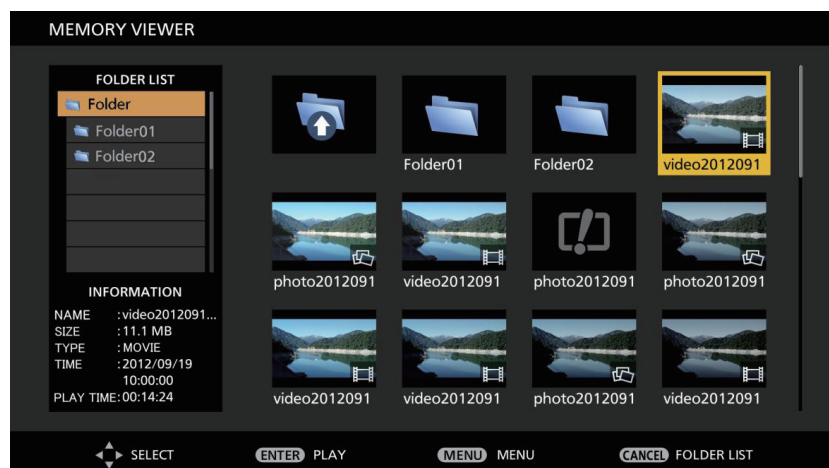 MEMORY VIEWER
FOLDER LIST
Folder
Folder01
Folder02
INFORMATION
NAME :video2012091...
SIZE :11.1 MB
TYPE :MOVIE
TIME :2012/09/19
10:00:00
PLAY TIME:00:14:24
Folder01 Folder02 video2012091
photo2012091 video2012091 photo2012091 photo2012091
video2012091 video2012091 photo2012091 video2012091
SELECT ENTER PLAY MENU MENU CANCEL FOLDER LIST